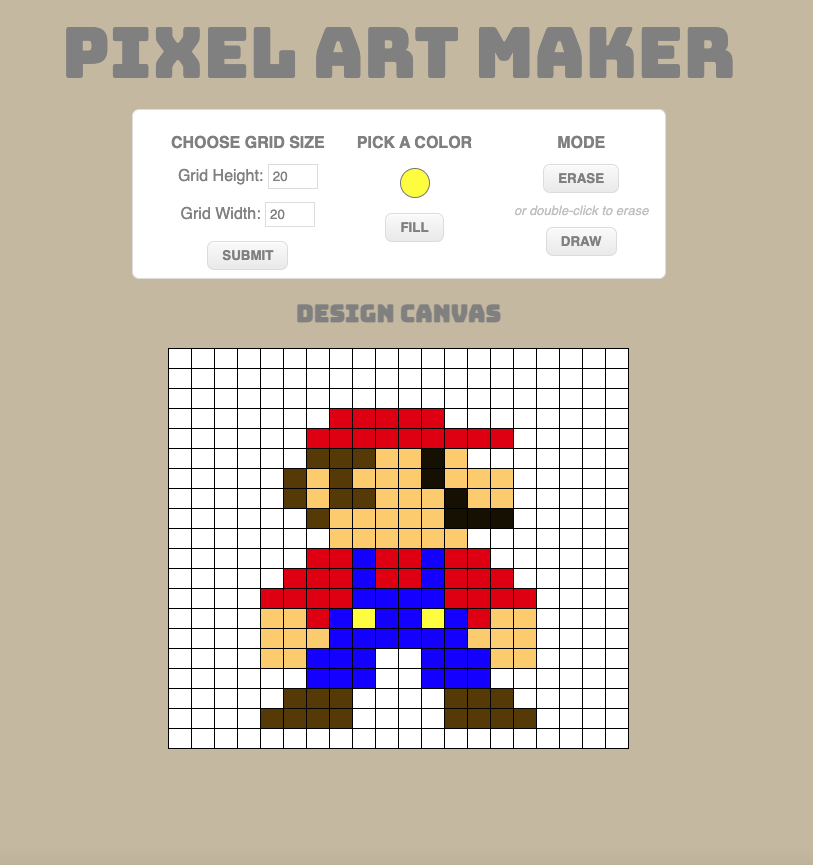 PIXEL ART MAKER
CHOOSE GRID SIZE
Grid Height: 20
Grid Width: 20
SUBMIT
PICK A COLOR
FILL
MODE
ERASE
or double-click to erase
DRAW
DESIGN CANVAS